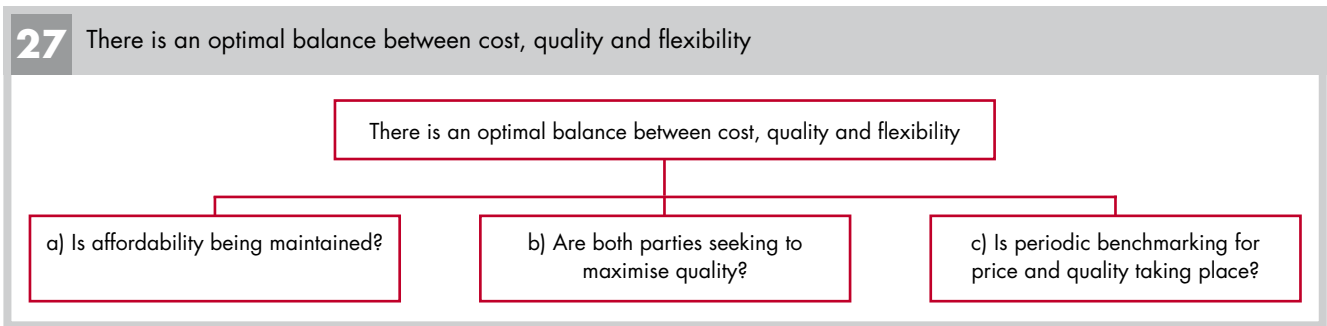 27 There is an optimal balance between cost, quality and flexibility
There is an optimal balance between cost, quality and flexibility
a) Is affordability being maintained?
b) Are both parties seeking to
maximise quality?
c) Is periodic benchmarking for
price and quality taking place?